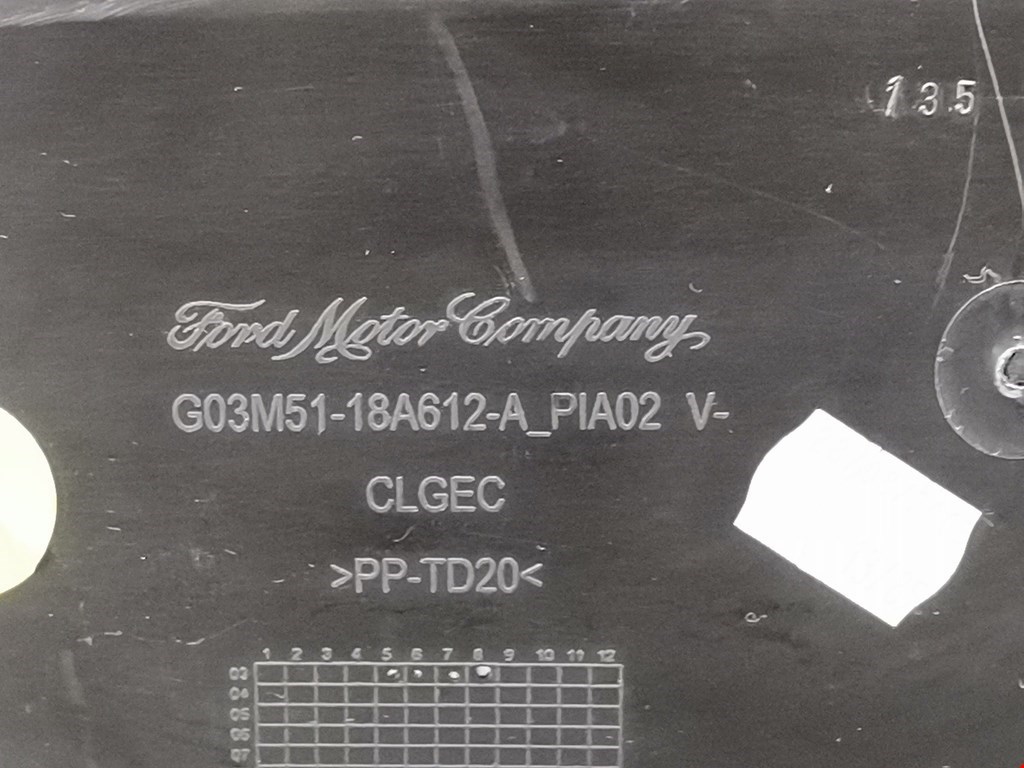 135
Ford Motor Company
G03M51-18A612-A_PIA02 V-
CLGEC
>PP-TD20<
1 2 3 4 5 6 7 8 9 10 11 12
03
04
05
06
07